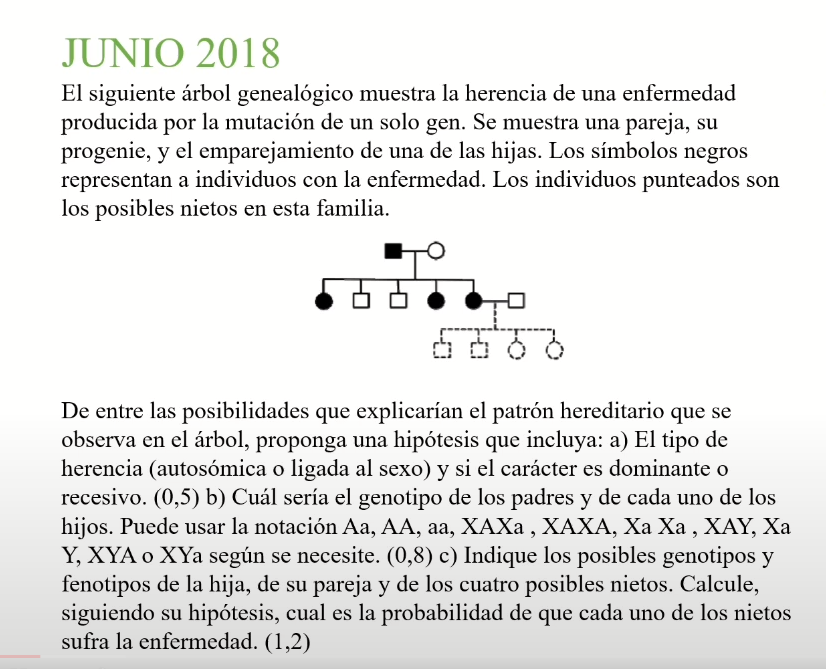 JUNIO 2018
El siguiente árbol genealógico muestra la herencia de una enfermedad
producida por la mutación de un solo gen. Se muestra una pareja, su
progenie, y el emparejamiento de una de las hijas. Los símbolos negros
representan a individuos con la enfermedad. Los individuos punteados son
los posibles nietos en esta familia.
De entre las posibilidades que explicarían el patrón hereditario que se
observa en el árbol, proponga una hipótesis que incluya: a) El tipo de
herencia (autosómica o ligada al sexo) y si el carácter es dominante o
recesivo. (0,5) b) Cuál sería el genotipo de los padres y de cada uno de los
hijos. Puede usar la notación Aa, AA, aa, XAXa , XAXA, Xa Xa , XAY, Xa
Y, XYA o XYa según se necesite. (0,8) c) Indique los posibles genotipos y
fenotipos de la hija, de su pareja y de los cuatro posibles nietos. Calcule,
siguiendo su hipótesis, cual es la probabilidad de que cada uno de los nietos
sufra la enfermedad. (1,2)